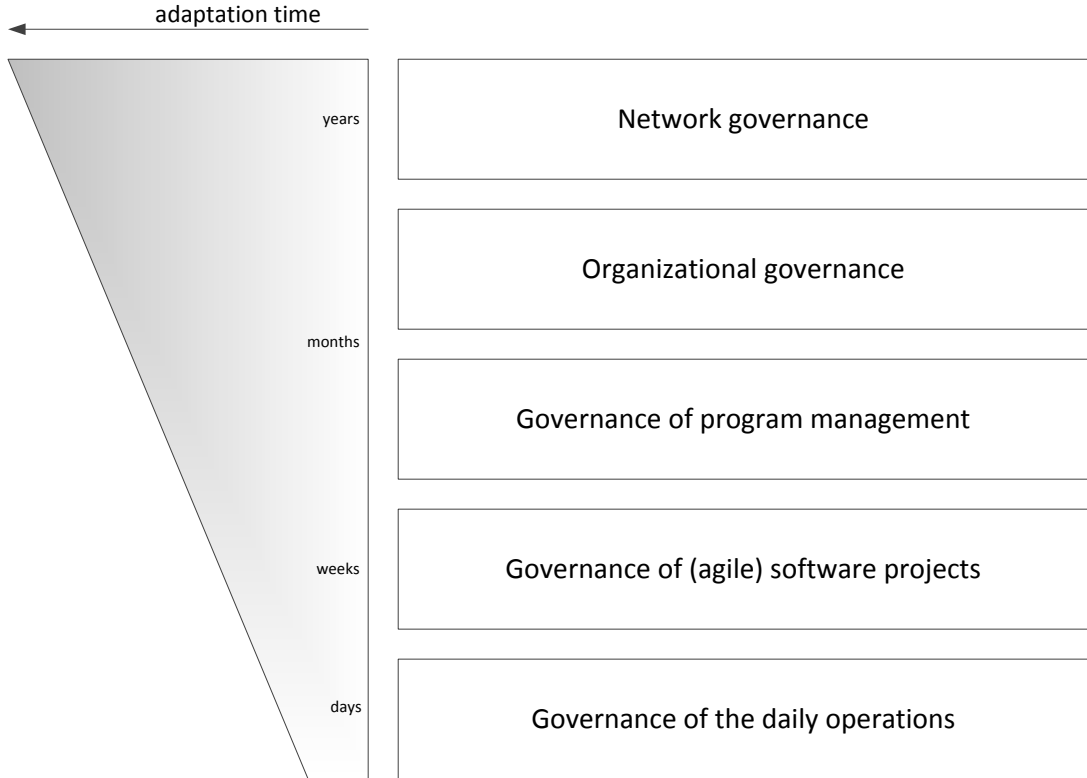 adaptation time
years
Network governance
Organizational governance
months
Governance of program management
weeks
Governance of (agile) software projects
days
Governance of the daily operations